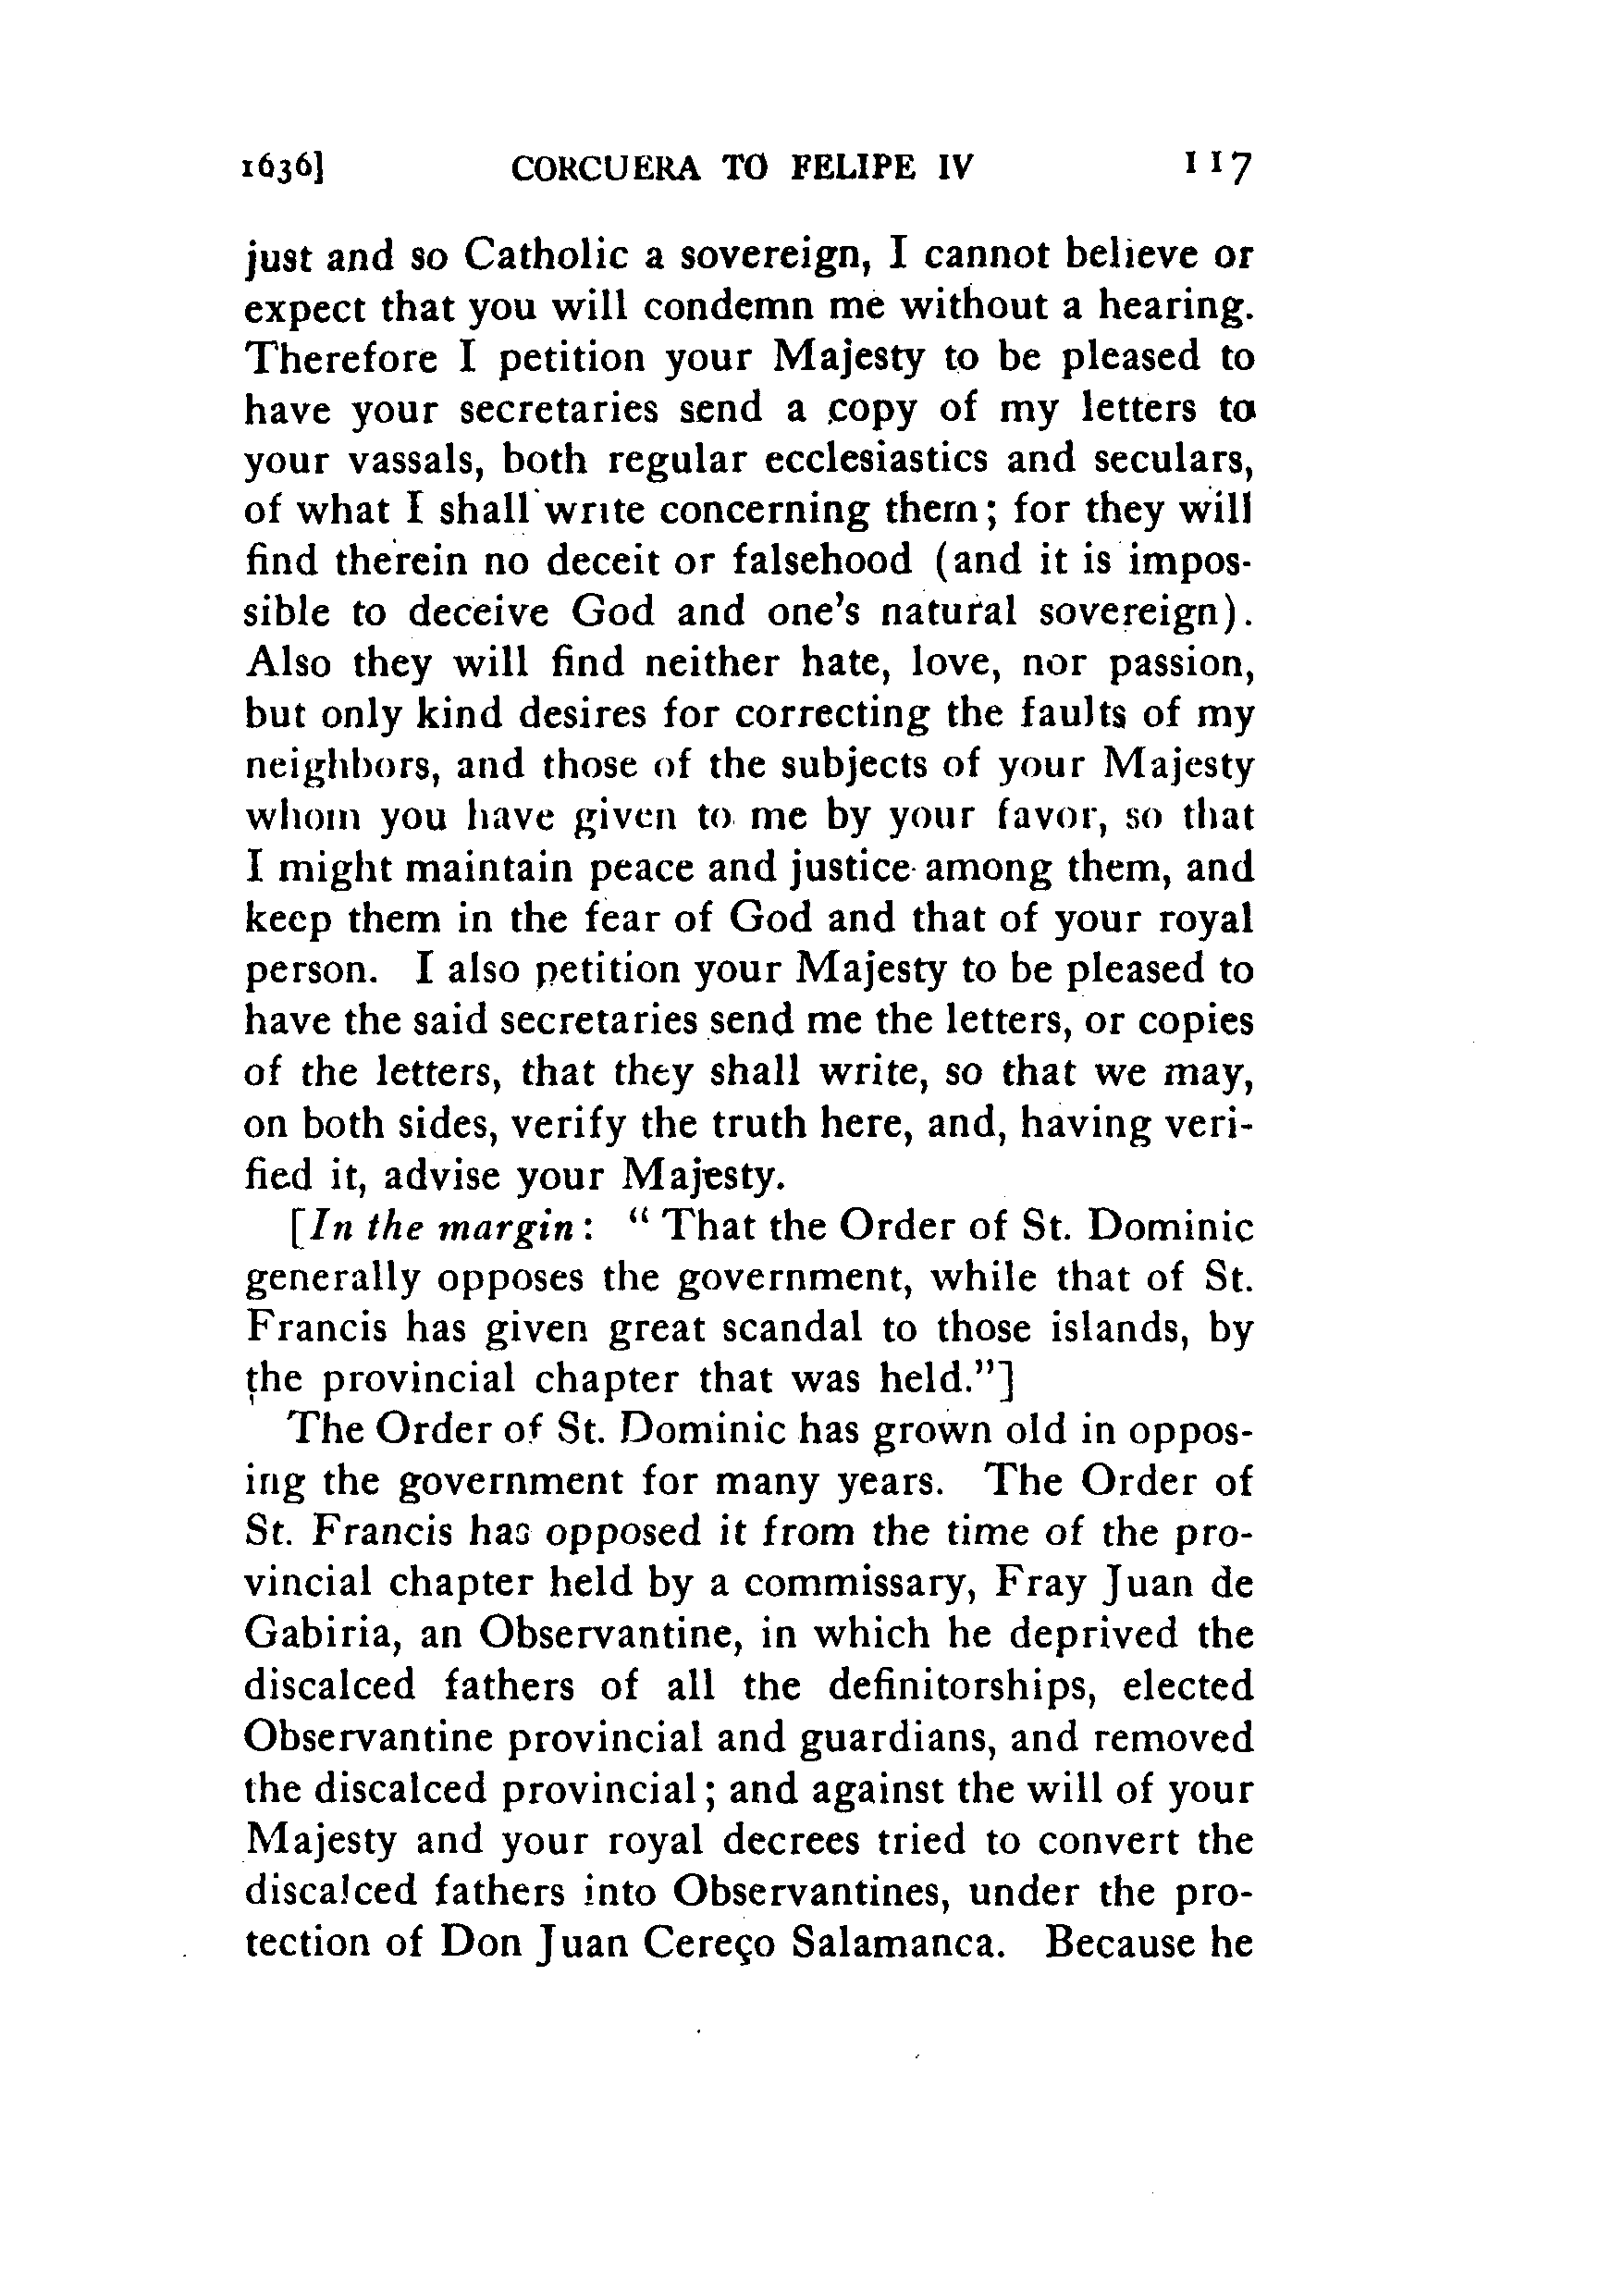 1636] CORCUERA TO FELIPE IV 117
just and so Catholic a sovereign, I cannot believe or
expect that you will condemn me without a hearing.
Therefore I petition your Majesty to be pleased to
have your secretaries send a copy of my letters to
your vassals, both regular ecclesiastics and seculars,
of what I shall write concerning them; for they will
find therein no deceit or falsehood (and it is impos-
sible to deceive God and one's natural sovereign).
Also they will find neither hate, love, nor passion,
but only kind desires for correcting the faults of my
neighbors, and those of the subjects of your Majesty
whom you have given to me by your favor, so that
I might maintain peace and justice among them, and
keep them in the fear of God and that of your royal
person. I also petition your Majesty to be pleased to
have the said secretaries send me the letters, or copies
of the letters, that they shall write, so that we may,
on both sides, verify the truth here, and, having veri-
fied it, advise your Majesty.
[In the margin: "That the Order of St. Dominic
generally opposes the government, while that of St.
Francis has given great scandal to those islands, by
the provincial chapter that was held."]
The Order of St. Dominic has grown old in oppos-
ing the government for many years. The Order of
St. Francis has opposed it from the time of the pro-
vincial chapter held by a commissary, Fray Juan de
Gabiria, an Observantine, in which he deprived the
discalced fathers of all the definitorships, elected
Observantine provincial and guardians, and removed
the discalced provincial; and against the will of your
Majesty and your royal decrees tried to convert the
discalced fathers into Observantines, under the pro-
tection of Don Juan Cereço Salamanca. Because he